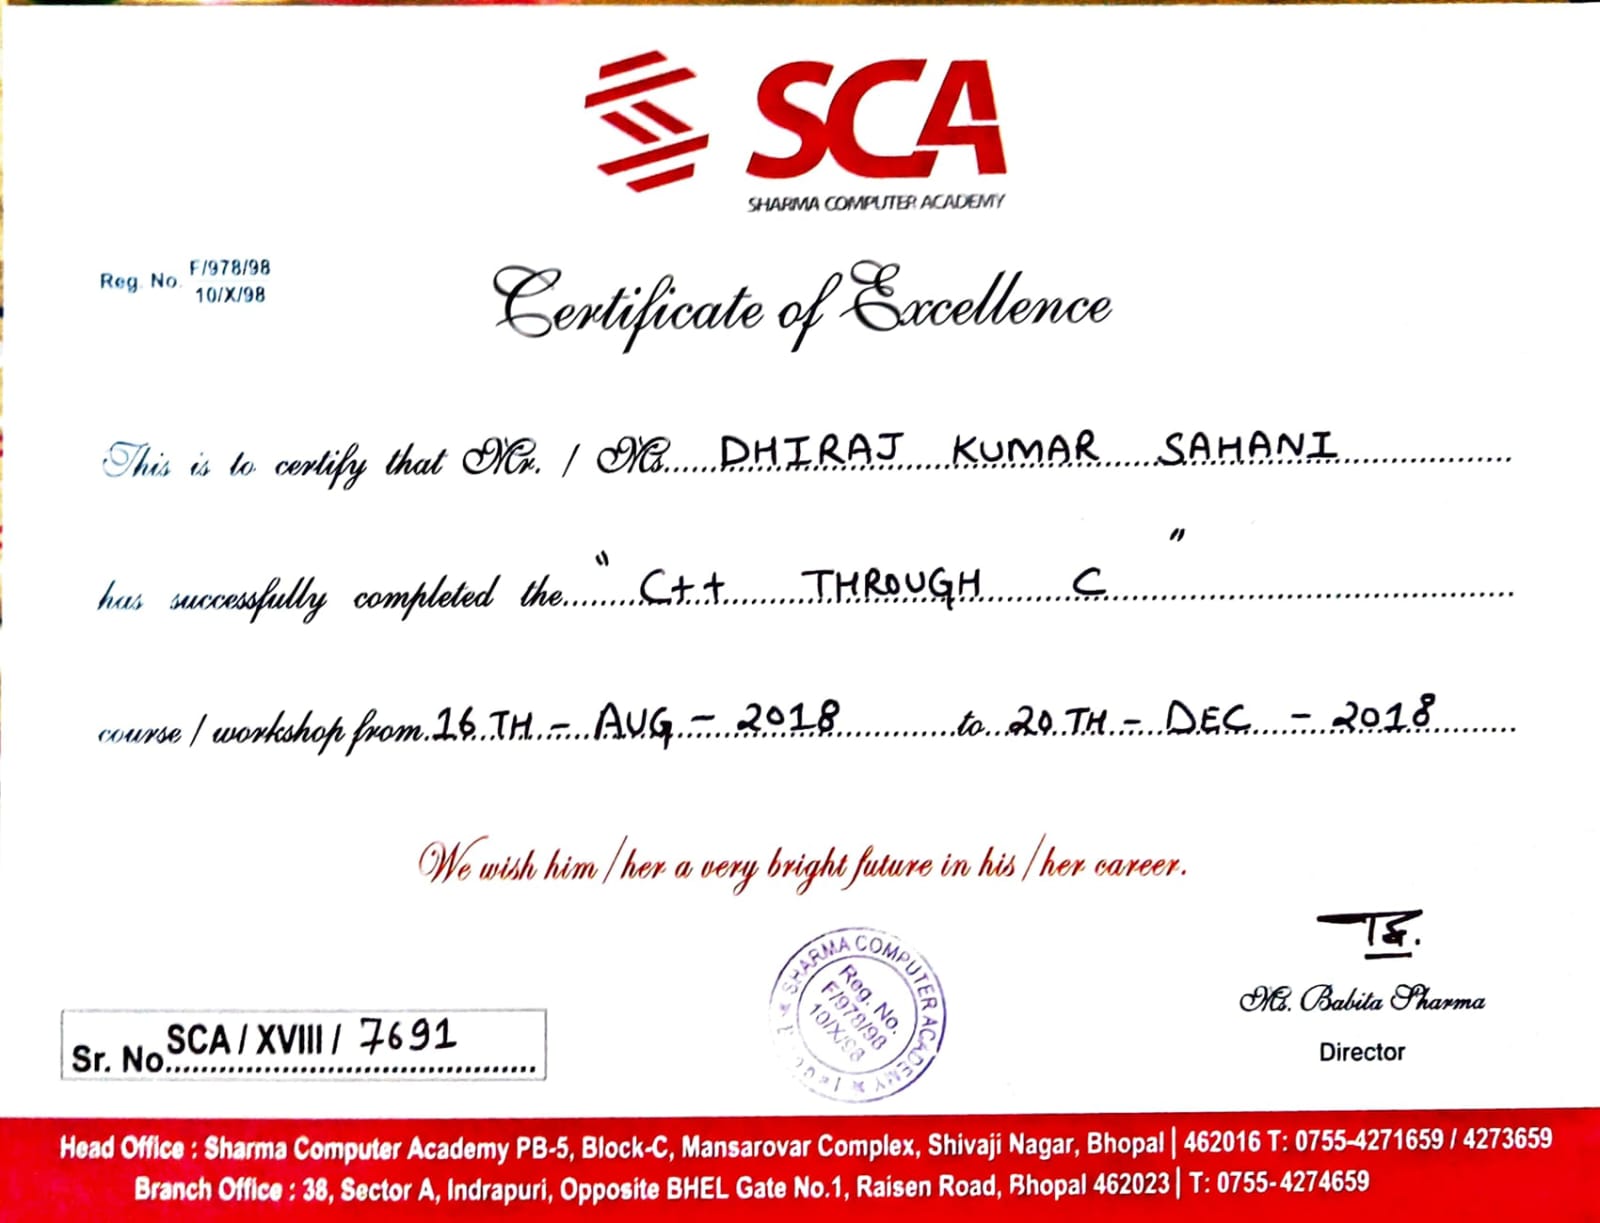 SCA
SHARMA COMPUTER ACADEMY
Reg. No. F/978/98
10/X/98
Certificate of Excellence
This is to certify that Mr. / Ms......DHIRAJ KUMAR SAHANI
has successfully completed the "C++ THROUGH C"
course / workshop from 16 TH - AUG - 2018 to 20 TH - DEC - 2018
We wish him/her a very bright future in his/her career.
SHARMA COMPUTER ACADEMY
Reg. No.
F/978/98
10/X/98
Ms. Babita Sharma
Director
Sr. No SCA / XVIII / 7691
Head Office : Sharma Computer Academy PB-5, Block-C, Mansarovar Complex, Shivaji Nagar, Bhopal | 462016 T: 0755-4271659 / 4273659
Branch Office : 38, Sector A, Indrapuri, Opposite BHEL Gate No.1, Raisen Road, Bhopal 462023 | T: 0755-4274659